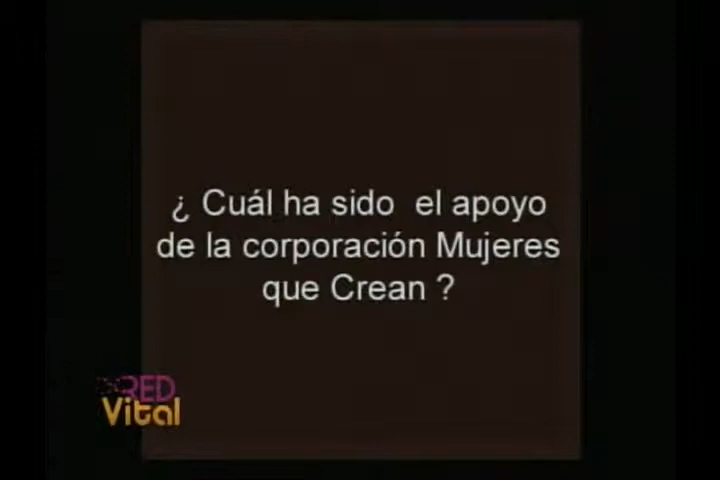 ¿ Cuál ha sido el apoyo
de la corporación Mujeres
que Crean ?
RED
Vital